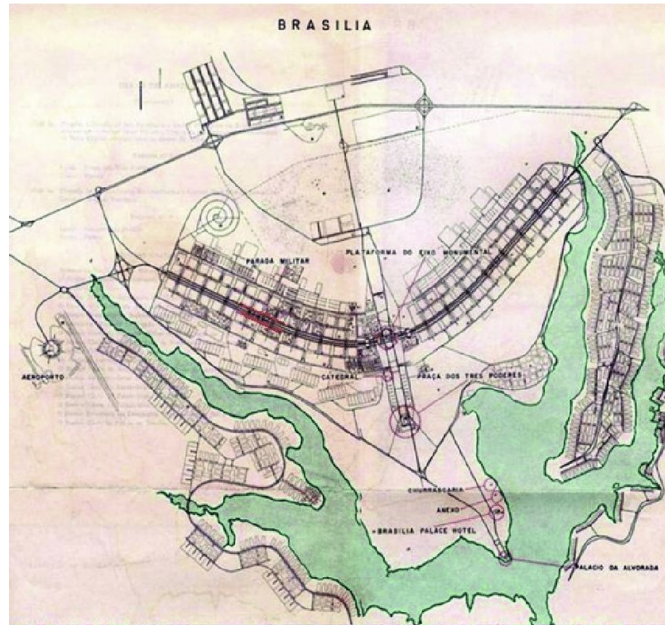 BRASILIA
PARADA MILITAR
PLATAFORMA DO EIXO MONUMENTAL
AEROPORTO
CATEDRAL
PRAÇA DOS TRES PODERES
CHURRASCARIA
ANEXO
BRASILIA PALACE HOTEL
PALACIO DA ALVORADA